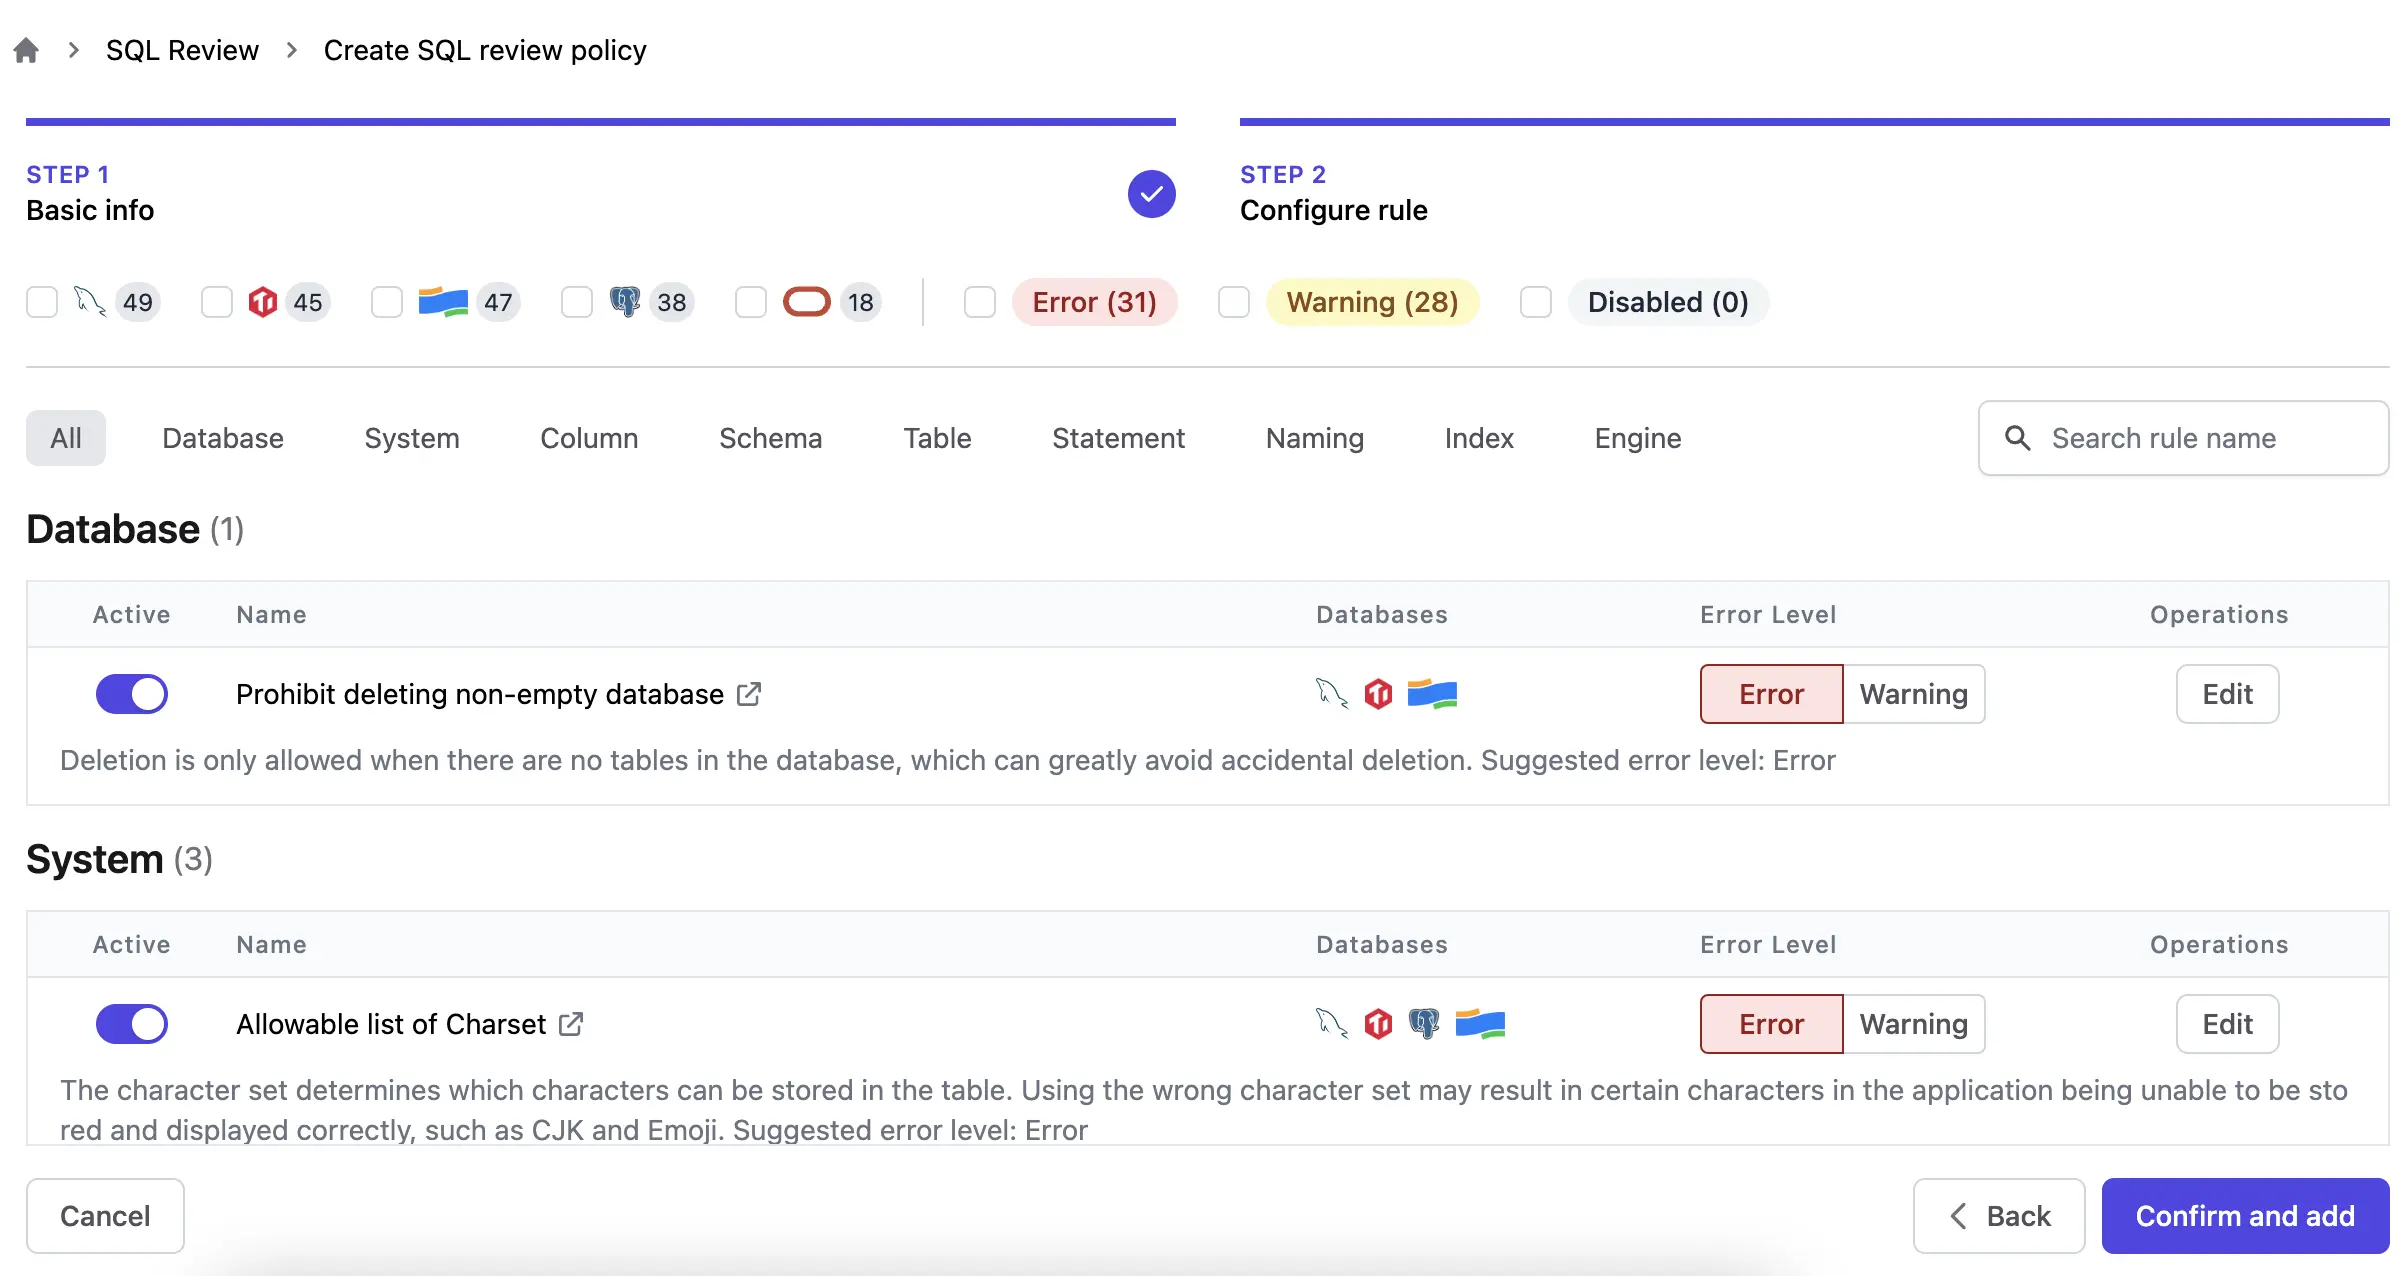 SQL Review > Create SQL review policy
STEP 1
Basic info
STEP 2
Configure rule
49 45 47 38 18 Error (31) Warning (28) Disabled (0)
All Database System Column Schema Table Statement Naming Index Engine Search rule name
Database (1)
Active Name Databases Error Level Operations
Prohibit deleting non-empty database Error Warning Edit
Deletion is only allowed when there are no tables in the database, which can greatly avoid accidental deletion. Suggested error level: Error
System (3)
Active Name Databases Error Level Operations
Allowable list of Charset Error Warning Edit
The character set determines which characters can be stored in the table. Using the wrong character set may result in certain characters in the application being unable to be sto
red and displayed correctly, such as CJK and Emoji. Suggested error level: Error
Cancel Back Confirm and add